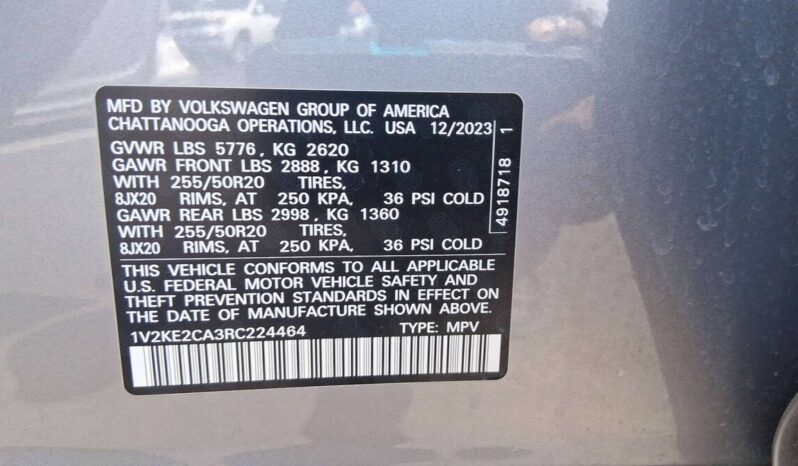 MFD BY VOLKSWAGEN GROUP OF AMERICA
CHATTANOOGA OPERATIONS, LLC. USA 12/2023
GVWR LBS 5776, KG 2620
GAWR FRONT LBS 2888, KG 1310
WITH 255/50R20 TIRES,
8JX20 RIMS, AT 250 KPA, 36 PSI COLD
GAWR REAR LBS 2998, KG 1360
WITH 255/50R20 TIRES,
8JX20 RIMS, AT 250 KPA, 36 PSI COLD
THIS VEHICLE CONFORMS TO ALL APPLICABLE
U.S. FEDERAL MOTOR VEHICLE SAFETY AND
THEFT PREVENTION STANDARDS IN EFFECT ON
THE DATE OF MANUFACTURE SHOWN ABOVE.
1V2KE2CA3RC224464 TYPE: MPV
4918718 1